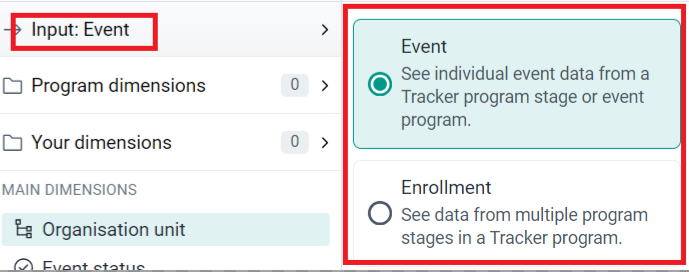 Input: Event
Program dimensions 0
Your dimensions 0
MAIN DIMENSIONS
Organisation unit
Event status
Event
See individual event data from a
Tracker program stage or event
program.
Enrollment
See data from multiple program
stages in a Tracker program.